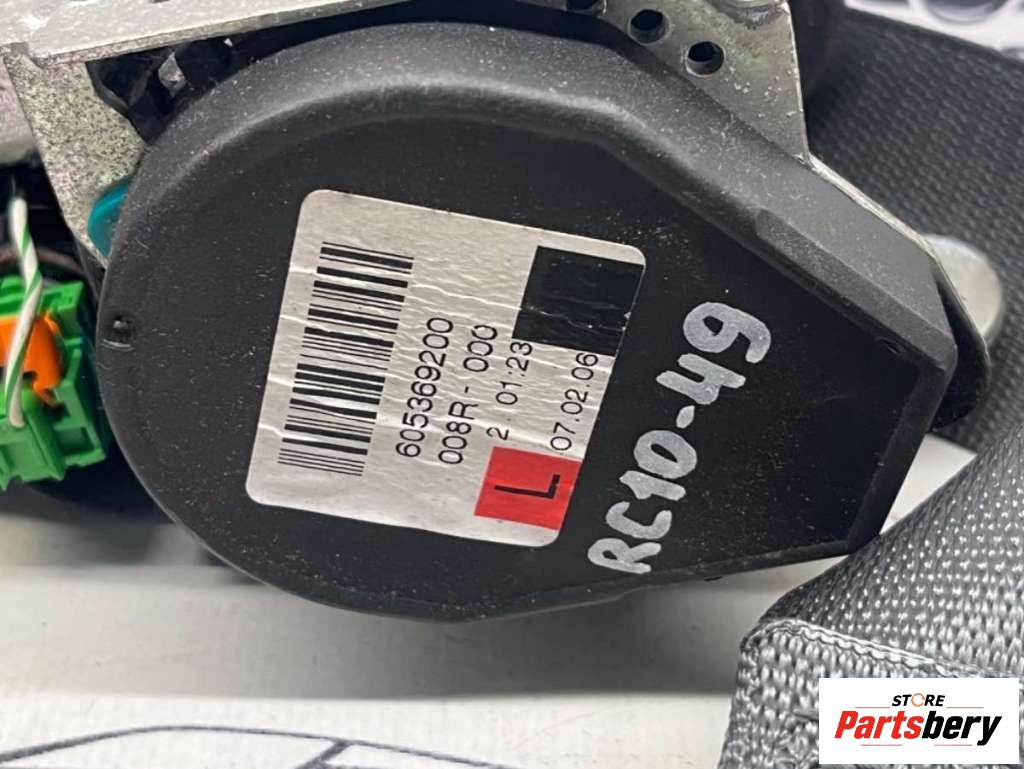 605369200
008R - 000
2 01:23
07.02.06
L
RC10-49
STORE
Partsbery